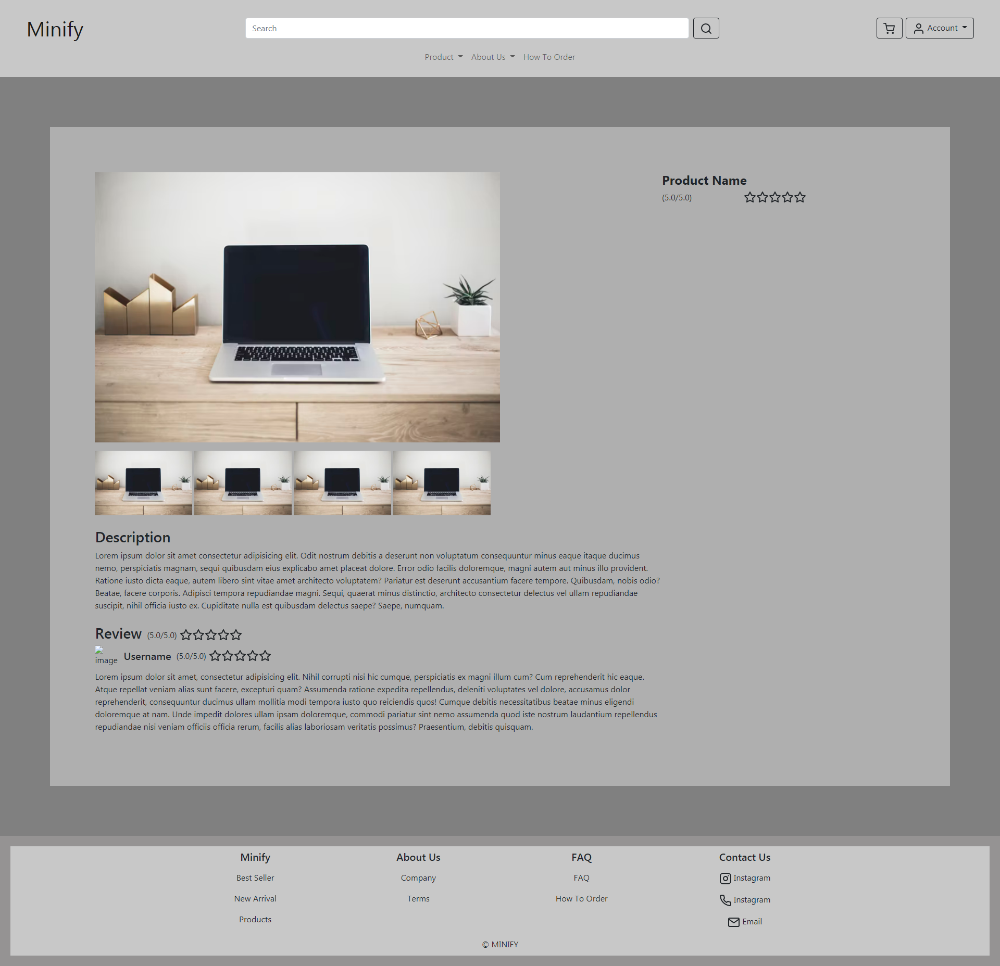 Minify
Search
Account
Product
About Us
How To Order
Product Name
(5.0/5.0)
Description
Lorem ipsum dolor sit amet consectetur adipisicing elit. Odit nostrum debitis a deserunt non voluptatum consequuntur minus eaque itaque ducimus
nemo, perspiciatis magnam, sequi quibusdam eius explicabo amet placeat dolore. Error odio facilis doloremque, magni autem aut minus illo provident.
Ratione iusto dicta eaque, autem libero sint vitae amet architecto voluptatem? Pariatur est deserunt accusantium facere tempore. Quibusdam, nobis odio?
Beatae, facere corporis. Adipisci tempora repudiandae magni. Sequi, quaerat minus distinctio, architecto consectetur delectus vel ullam repudiandae
suscipit, nihil officia iusto ex. Cupiditate nulla est quibusdam delectus saepe? Saepe, numquam.
Review (5.0/5.0)
image Username (5.0/5.0)
Lorem ipsum dolor sit amet, consectetur adipisicing elit. Nihil corrupti nisi hic cumque, perspiciatis ex magni illum cum? Cum reprehenderit hic eaque.
Atque repellat veniam alias sunt facere, excepturi quam? Assumenda ratione expedita repellendus, deleniti voluptates vel dolore, accusamus dolor
reprehenderit, consequuntur ducimus ullam mollitia modi tempora iusto quo reiciendis quos! Cumque debitis necessitatibus beatae minus eligendi
doloremque at nam. Unde impedit dolores ullam ipsam doloremque, commodi pariatur sint nemo assumenda quod iste nostrum laudantium repellendus
repudiandae nisi veniam officiis officia rerum, facilis alias laboriosam veritatis possimus? Praesentium, debitis quisquam.
Minify
Best Seller
New Arrival
Products
About Us
Company
Terms
FAQ
FAQ
How To Order
Contact Us
Instagram
Instagram
Email
© MINIFY